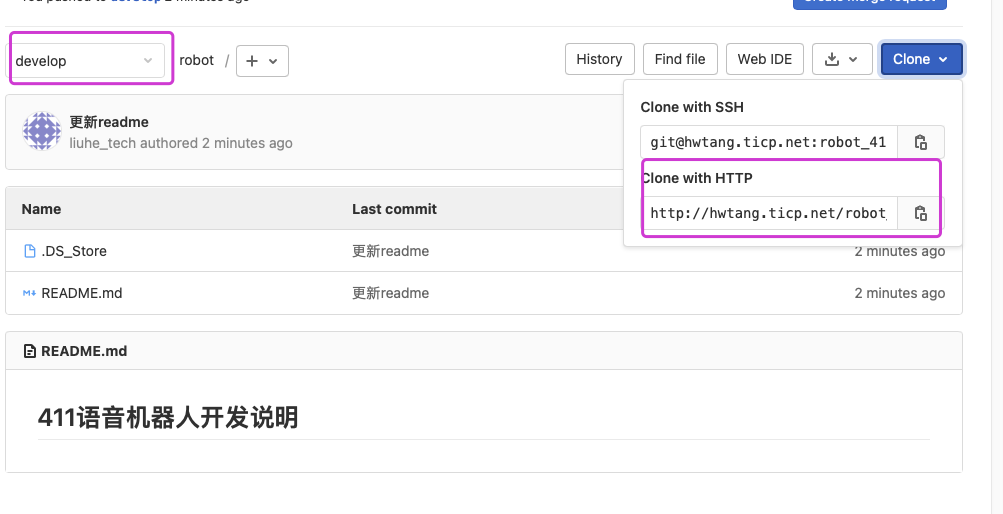 You pushed to develop 2 minutes ago
Create merge request
develop
robot / +
History
Find file
Web IDE
Clone
Clone with SSH
git@hwtang.ticp.net:robot_41
Clone with HTTP
http://hwtang.ticp.net/robot_
更新readme
liuhe_tech authored 2 minutes ago
Name Last commit
.DS_Store 更新readme 2 minutes ago
M↓ README.md 更新readme 2 minutes ago
README.md
411语音机器人开发说明